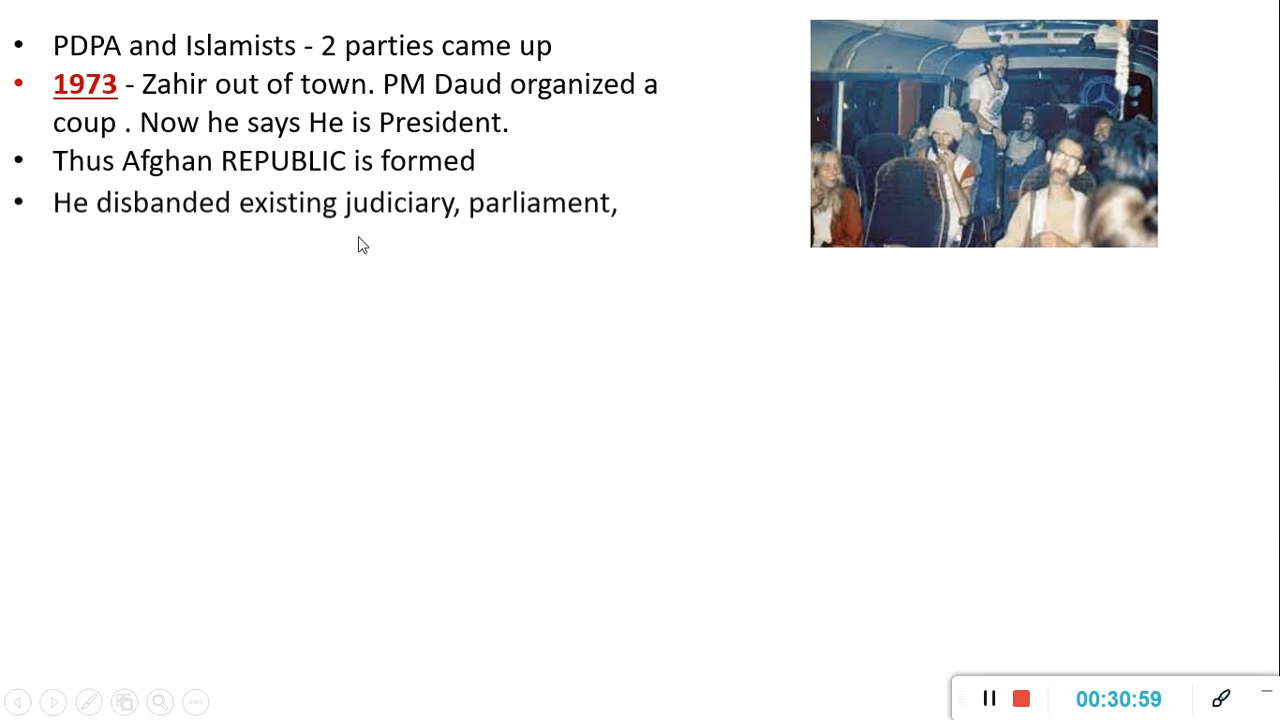 • PDPA and Islamists - 2 parties came up
• 1973 - Zahir out of town. PM Daud organized a
coup . Now he says He is President.
• Thus Afghan REPUBLIC is formed
• He disbanded existing judiciary, parliament,
00:30:59